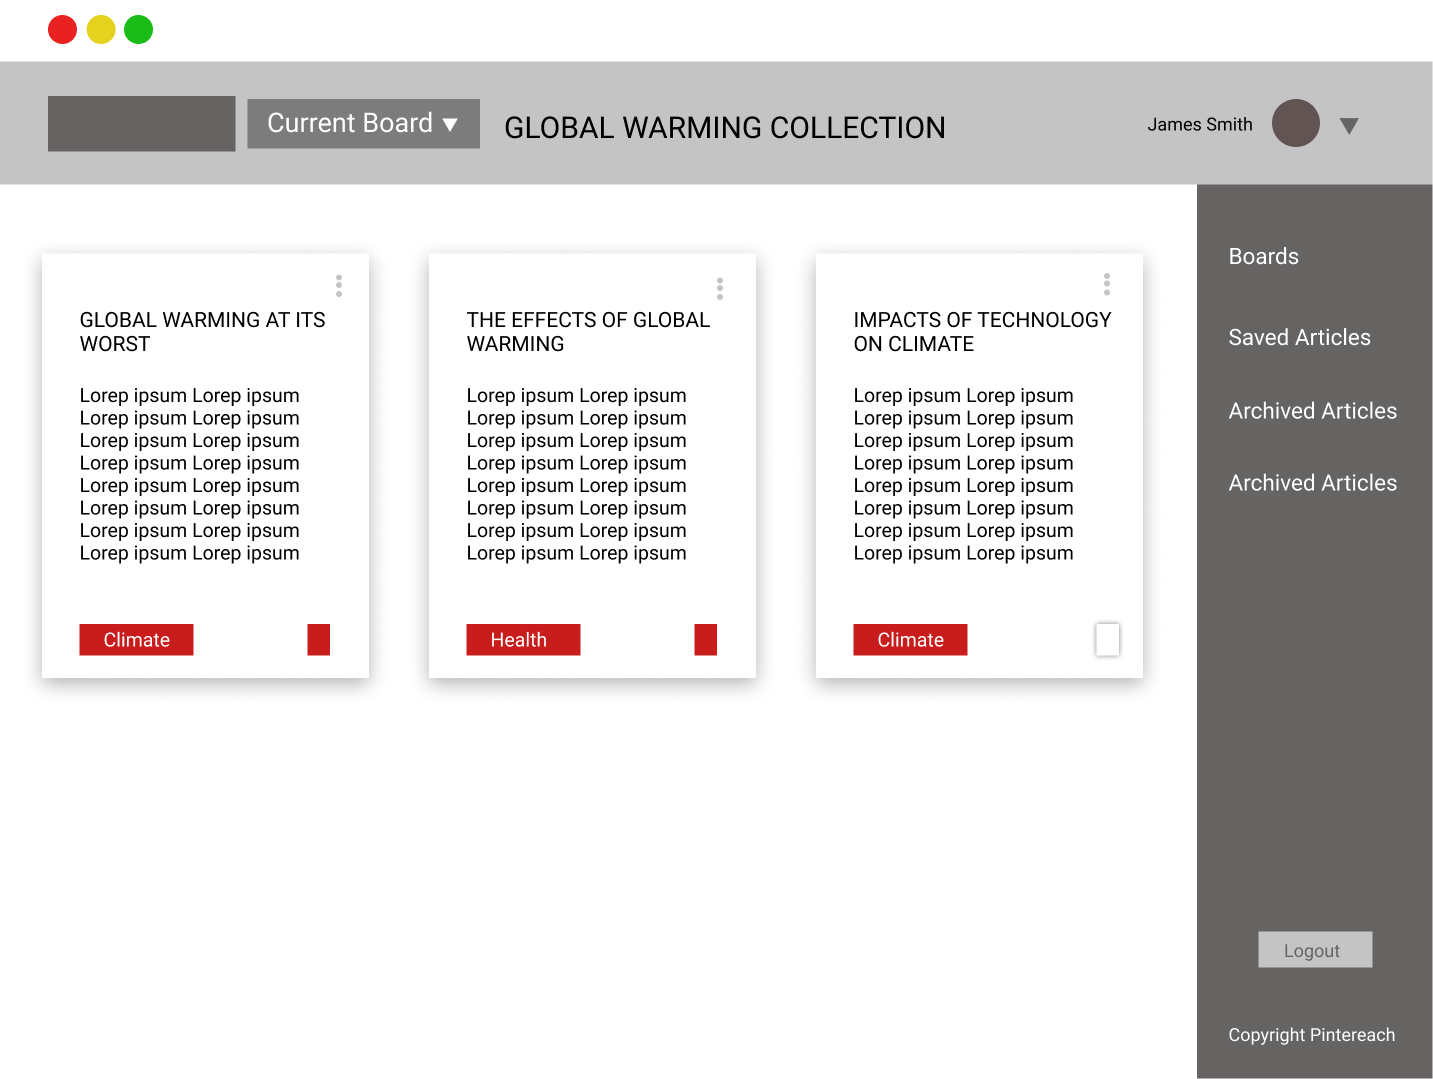 Current Board
GLOBAL WARMING COLLECTION
James Smith
GLOBAL WARMING AT ITS
WORST
Lorep ipsum Lorep ipsum
Lorep ipsum Lorep ipsum
Lorep ipsum Lorep ipsum
Lorep ipsum Lorep ipsum
Lorep ipsum Lorep ipsum
Lorep ipsum Lorep ipsum
Lorep ipsum Lorep ipsum
Lorep ipsum Lorep ipsum
Climate
THE EFFECTS OF GLOBAL
WARMING
Lorep ipsum Lorep ipsum
Lorep ipsum Lorep ipsum
Lorep ipsum Lorep ipsum
Lorep ipsum Lorep ipsum
Lorep ipsum Lorep ipsum
Lorep ipsum Lorep ipsum
Lorep ipsum Lorep ipsum
Lorep ipsum Lorep ipsum
Health
IMPACTS OF TECHNOLOGY
ON CLIMATE
Lorep ipsum Lorep ipsum
Lorep ipsum Lorep ipsum
Lorep ipsum Lorep ipsum
Lorep ipsum Lorep ipsum
Lorep ipsum Lorep ipsum
Lorep ipsum Lorep ipsum
Lorep ipsum Lorep ipsum
Lorep ipsum Lorep ipsum
Climate
Boards
Saved Articles
Archived Articles
Archived Articles
Logout
Copyright Pintereach